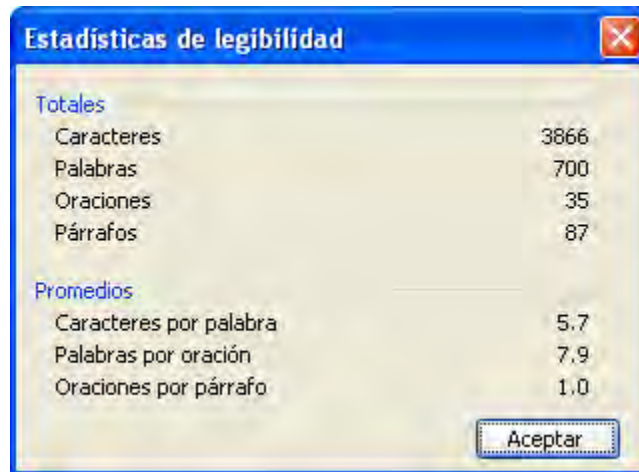 Estadísticas de legibilidad
Totales
Caracteres 3866
Palabras 700
Oraciones 35
Párrafos 87
Promedios
Caracteres por palabra 5.7
Palabras por oración 7.9
Oraciones por párrafo 1.0
Aceptar